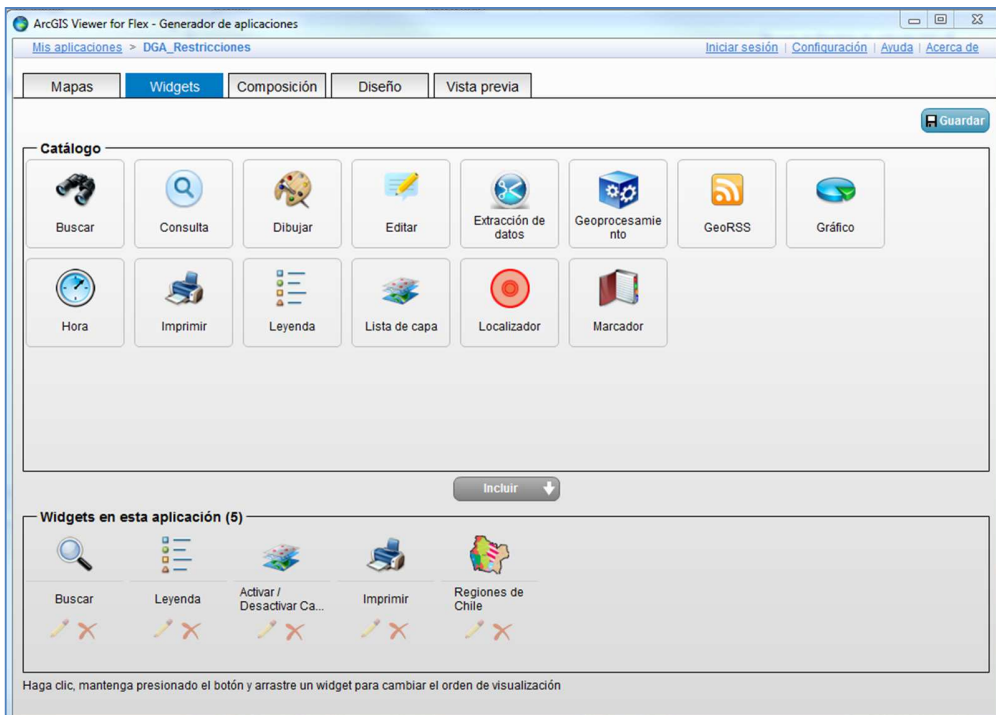 ArcGIS Viewer for Flex - Generador de aplicaciones
Mis aplicaciones > DGA_Restricciones
Iniciar sesión | Configuración | Ayuda | Acerca de
Mapas Widgets Composición Diseño Vista previa
Guardar
Catálogo
Buscar
Consulta
Dibujar
Editar
Extracción de
datos
Geoprocesamie
nto
GeoRSS
Gráfico
Hora
Imprimir
Leyenda
Lista de capa
Localizador
Marcador
Incluir
Widgets en esta aplicación (5)
Buscar
Leyenda
Activar /
Desactivar Ca...
Imprimir
Regiones de
Chile
Haga clic, mantenga presionado el botón y arrastre un widget para cambiar el orden de visualización